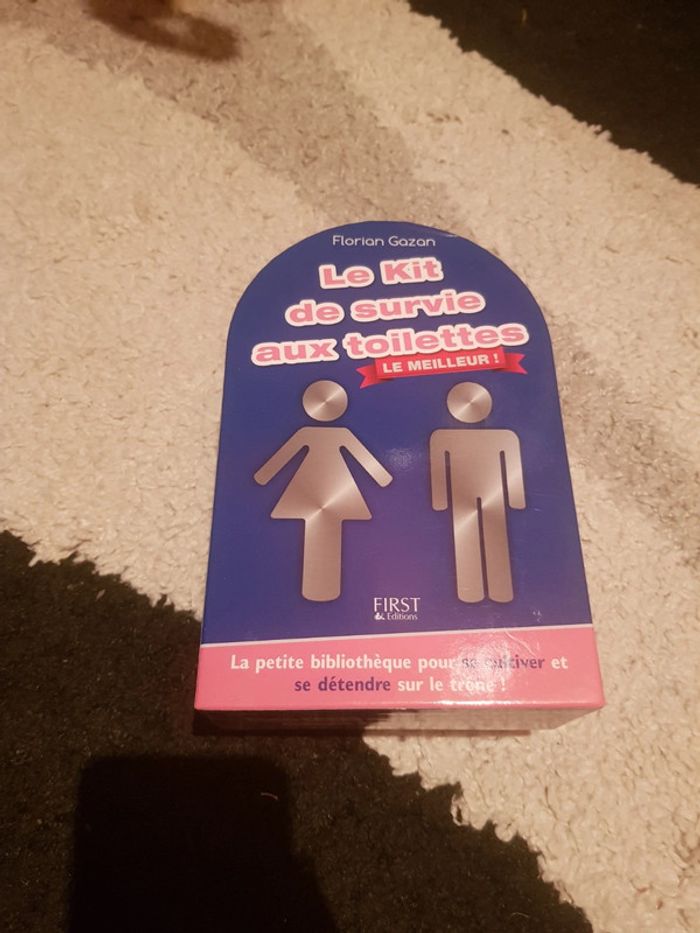 Florian Gazan
Le Kit
de survie
aux toilettes
LE MEILLEUR !
FIRST
& Editions
La petite bibliothèque pour se cultiver et
se détendre sur le trône !